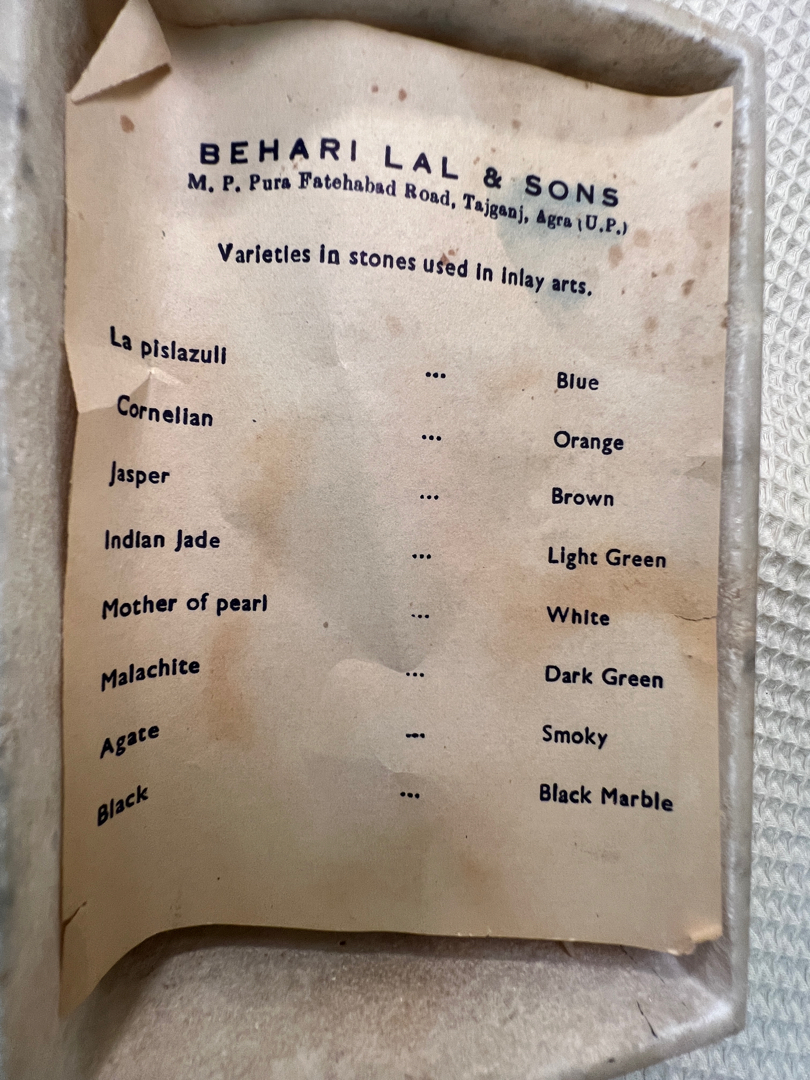 BEHARI LAL & SONS
M. P. Pura Fatehabad Road, Tajganj, Agra (U.P.)
Varieties in stones used in inlay arts.
La pislazuli ... Blue
Cornelian ... Orange
Jasper ... Brown
Indian Jade ... Light Green
Mother of pearl ... White
Malachite ... Dark Green
Agate ... Smoky
Black ... Black Marble